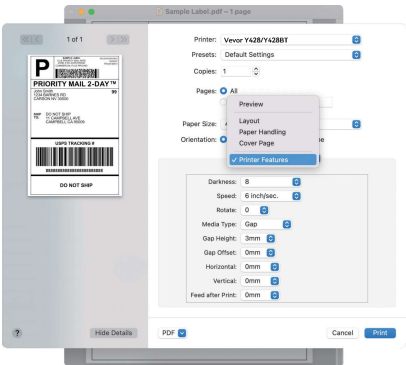 Sample Label.pdf – 1 page
1 of 1
P
PRIORITY MAIL 2-DAY™
John Smith
1234 BARNES RD
CARSON NV 30000
99
SHIP
TO:
DO NOT SHIP
11 CAMPBELL AVE
CAMPBELL CA 95009
USPS TRACKING #
DO NOT SHIP
Printer: Vevor Y428/Y428BT
Presets: Default Settings
Copies: 1
Pages: All
Paper Size:
Orientation:
Preview
Layout
Paper Handling
Cover Page
✓ Printer Features
Darkness: 8
Speed: 6 inch/sec.
Rotate: 0
Media Type: Gap
Gap Height: 3mm
Gap Offset: 0mm
Horizontal: 0mm
Vertical: 0mm
Feed after Print: 0mm
? Hide Details PDF Cancel Print